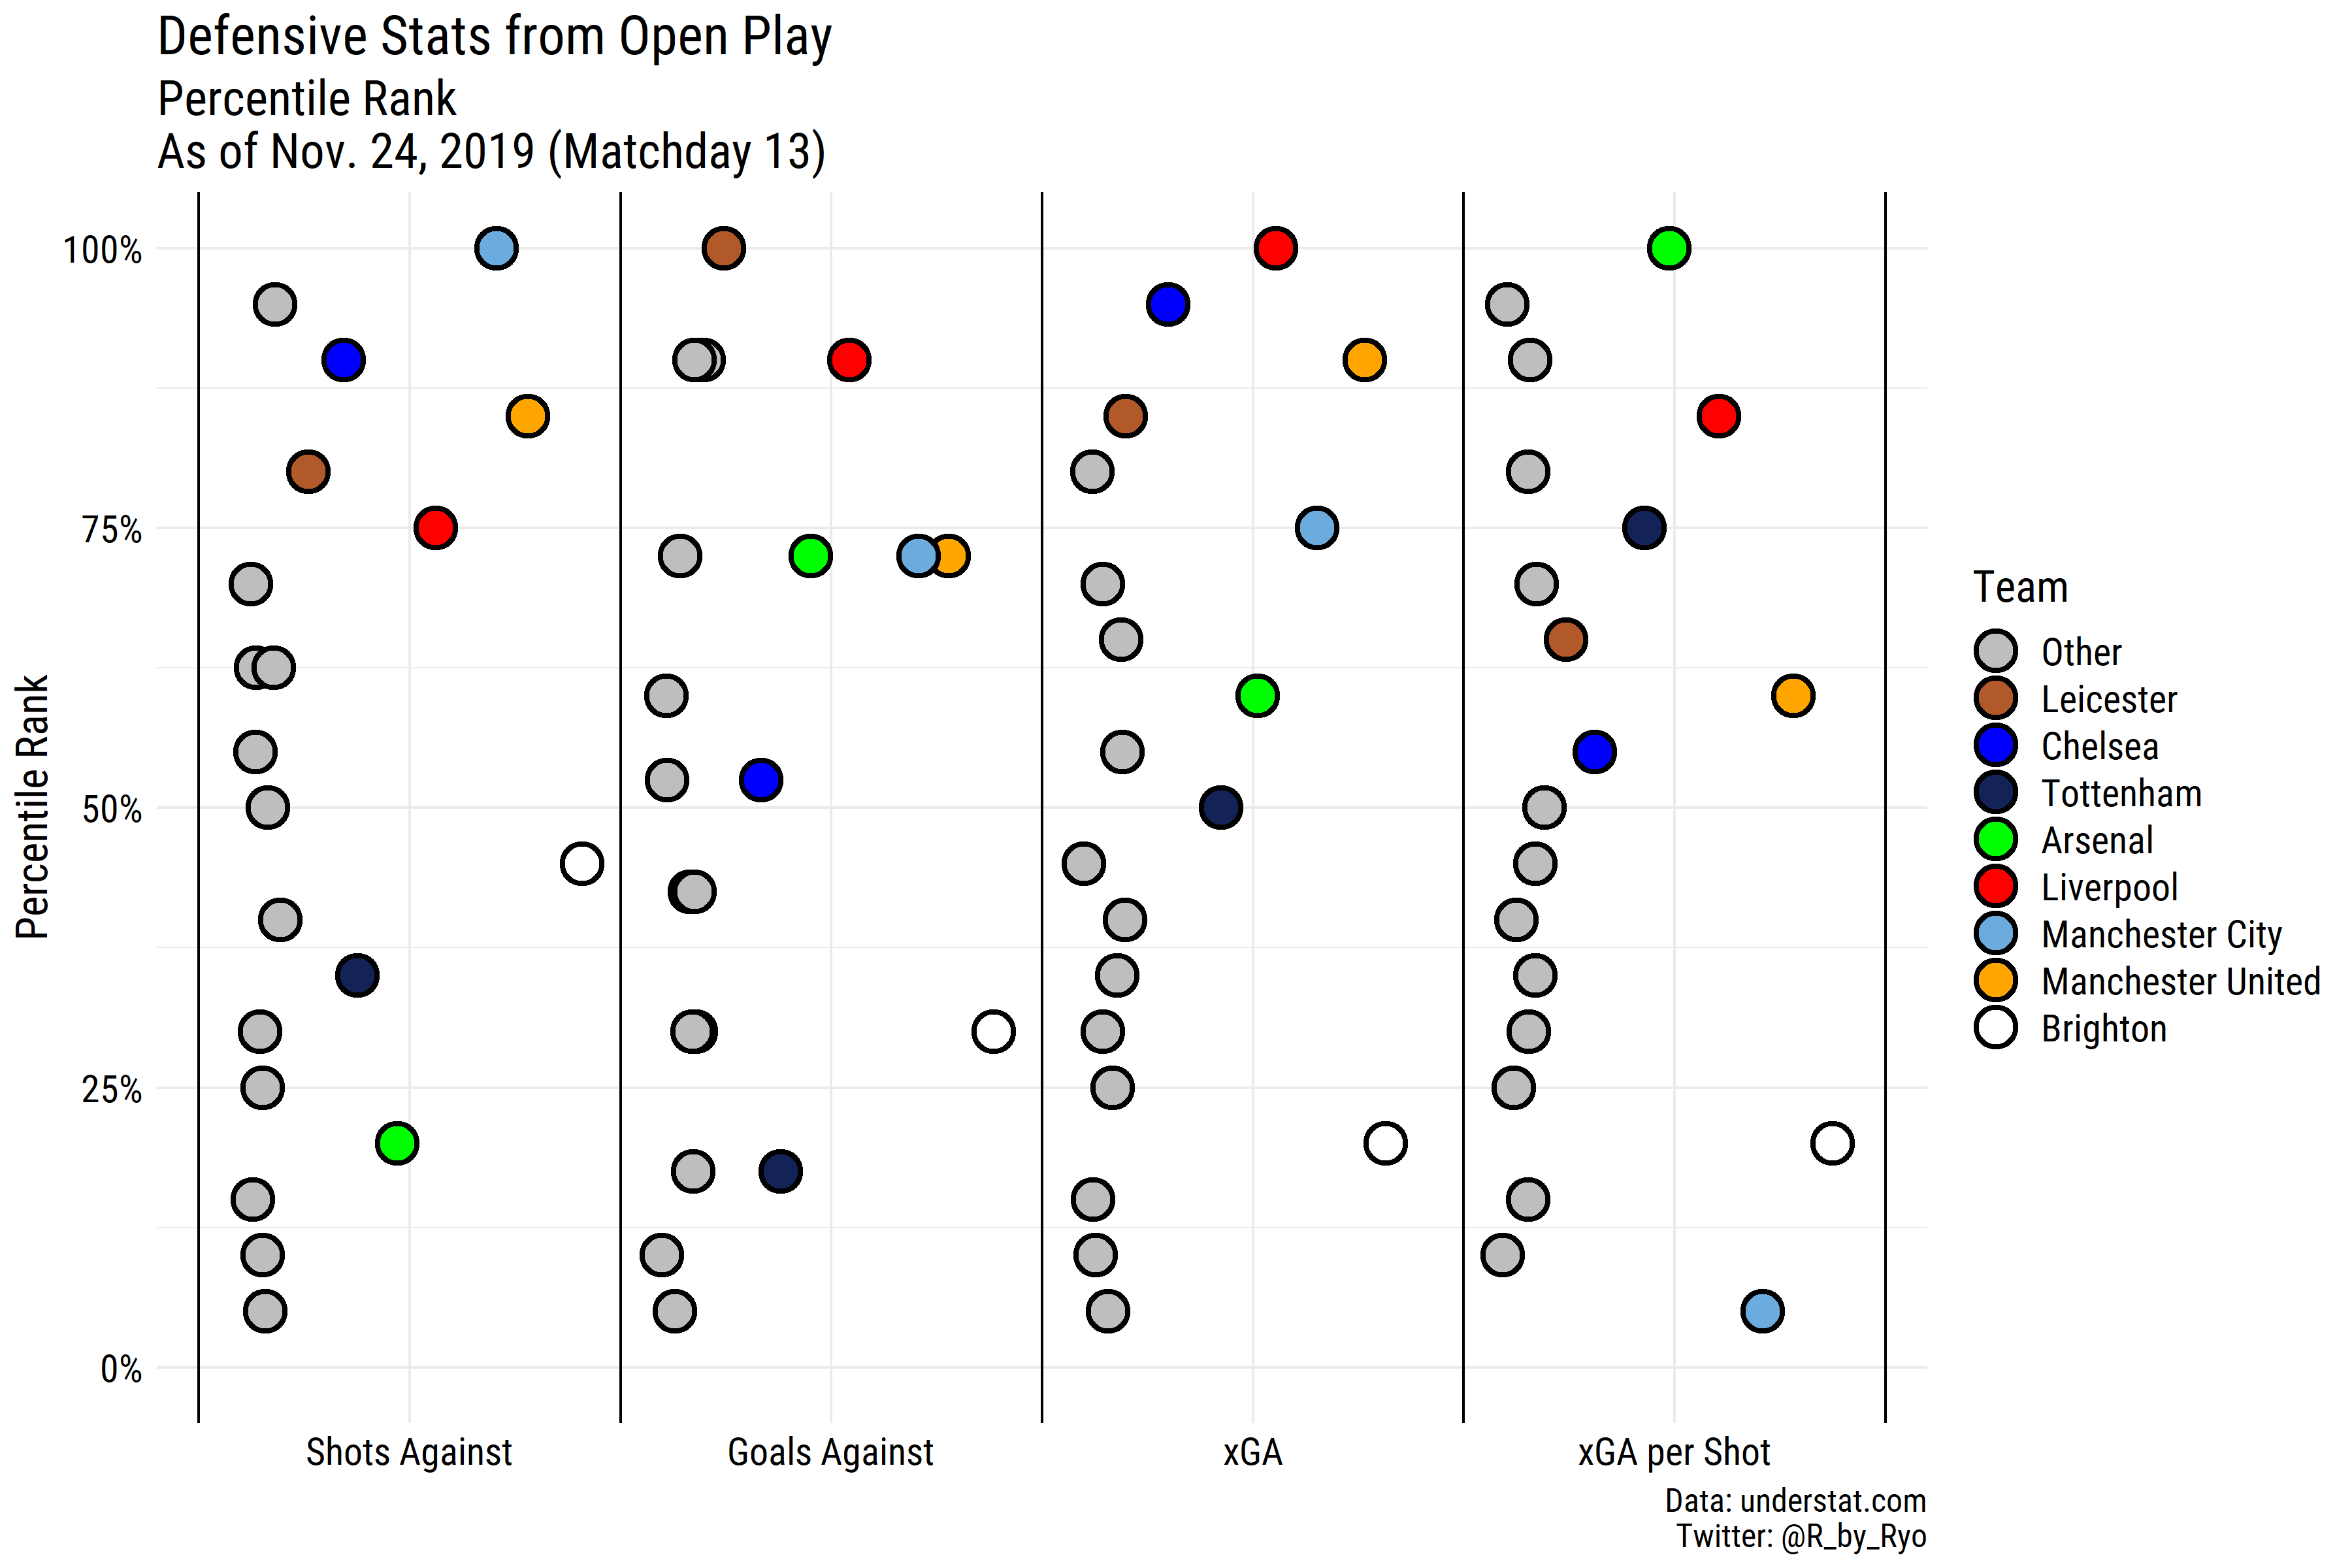 Defensive Stats from Open Play
Percentile Rank
As of Nov. 24, 2019 (Matchday 13)
Percentile Rank
100%
75%
50%
25%
0%
Shots Against
Goals Against
xGA
xGA per Shot
Team
Other
Leicester
Chelsea
Tottenham
Arsenal
Liverpool
Manchester City
Manchester United
Brighton
Data: understat.com
Twitter: @R_by_Ryo